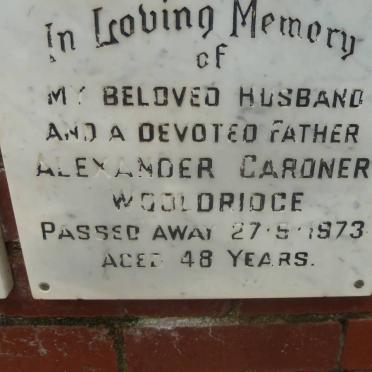 In Loving Memory
of
MY BELOVED HUSBAND
AND A DEVOTED FATHER
ALEXANDER GARDNER
WOOLDRIDGE
PASSED AWAY 27·9·1973
AGED 48 YEARS.